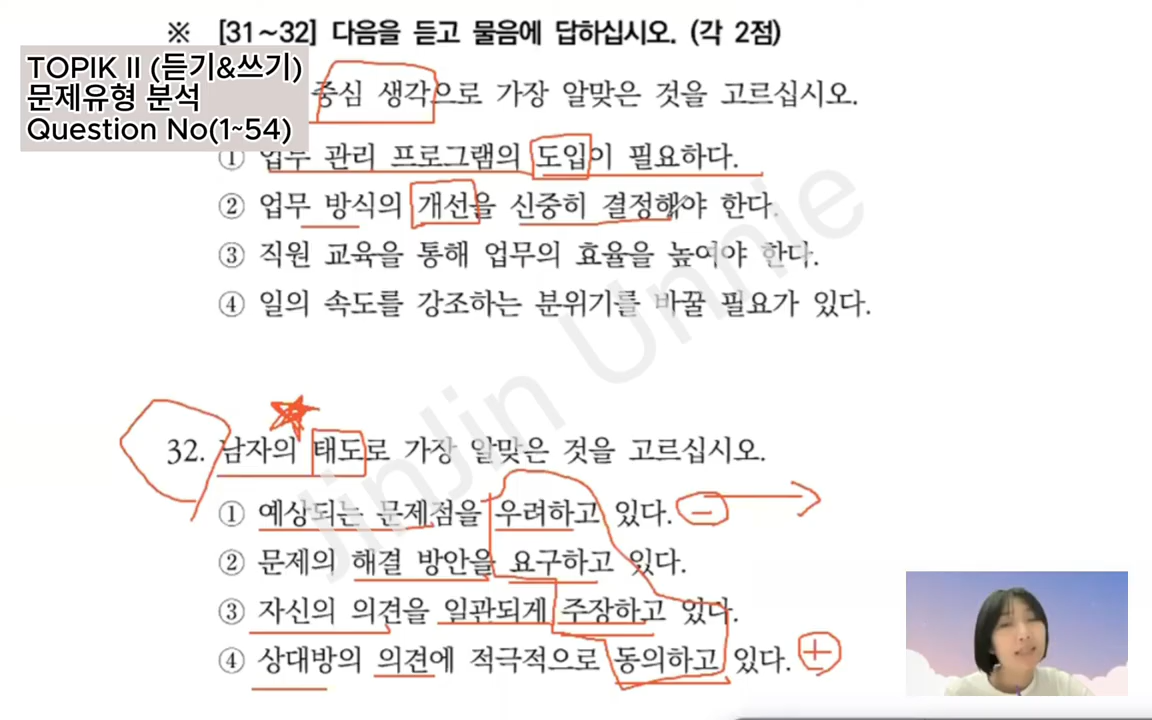 ※ [31~32] 다음을 듣고 물음에 답하십시오. (각 2점)
TOPIK II (듣기&쓰기)
문제유형 분석
Question No(1~54)
중심 생각으로 가장 알맞은 것을 고르십시오.
① 업무 관리 프로그램의 도입이 필요하다.
② 업무 방식의 개선을 신중히 결정해야 한다.
③ 직원 교육을 통해 업무의 효율을 높여야 한다.
④ 일의 속도를 강조하는 분위기를 바꿀 필요가 있다.
32. 남자의 태도로 가장 알맞은 것을 고르십시오.
① 예상되는 문제점을 우려하고 있다. -
② 문제의 해결 방안을 요구하고 있다.
③ 자신의 의견을 일관되게 주장하고 있다.
④ 상대방의 의견에 적극적으로 동의하고 있다. +
JinJin Unnie